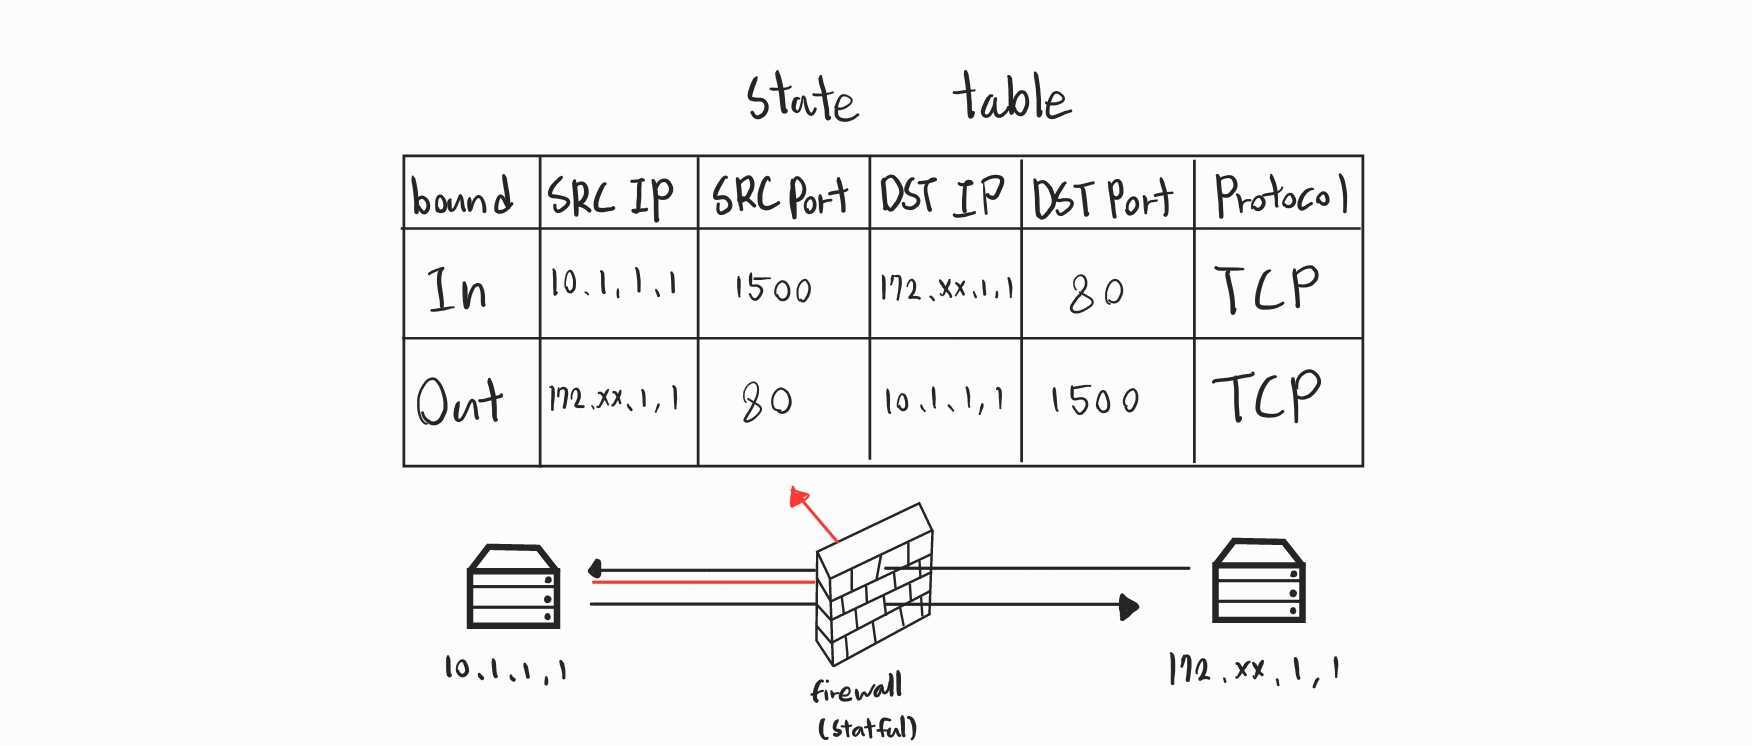 State table
bound SRC IP SRC Port DST IP DST Port Protocol
In 10.1.1.1 1500 172.xx.1.1 80 TCP
Out 172.xx.1.1 80 10.1.1.1 1500 TCP
10.1.1.1
172.xx.1.1
firewall
(statful)